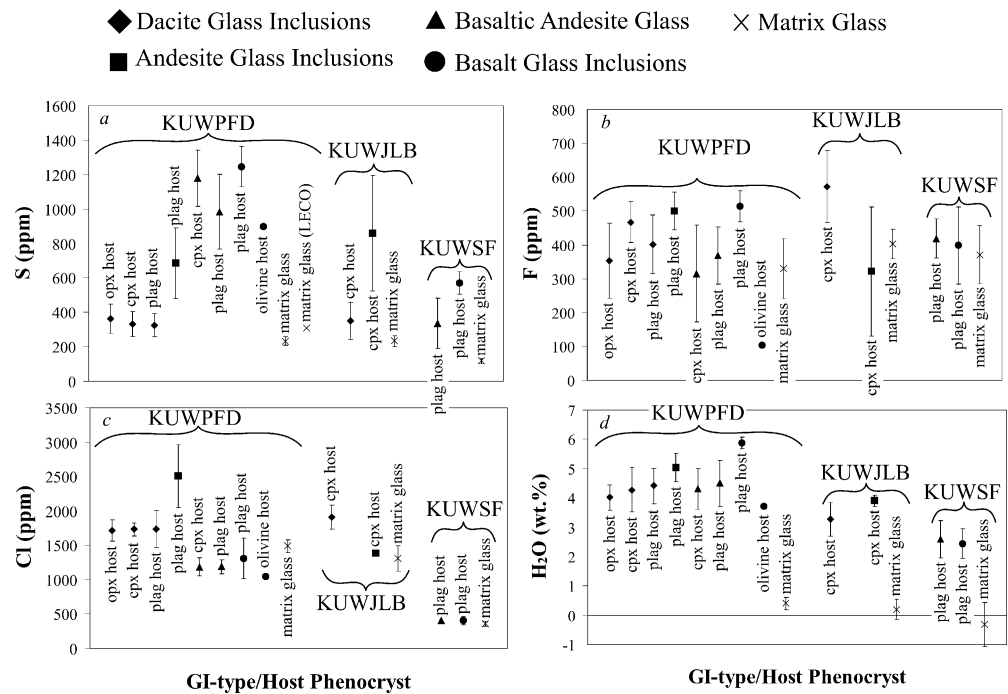 Dacite Glass Inclusions
Basaltic Andesite Glass
Matrix Glass
Andesite Glass Inclusions
Basalt Glass Inclusions
a
KUWPFD
KUWJLB
KUWSF
S (ppm)
1600
1400
1200
1000
800
600
400
200
0
opx host
cpx host
plag host
plag host
cpx host
plag host
plag host
olivine host
matrix glass
matrix glass (LECO)
cpx host
cpx host
matrix glass
plag host
plag host
matrix glass
b
KUWPFD
KUWJLB
KUWSF
F (ppm)
800
700
600
500
400
300
200
100
0
opx host
cpx host
plag host
plag host
cpx host
plag host
plag host
olivine host
matrix glass
cpx host
cpx host
matrix glass
plag host
plag host
matrix glass
c
KUWPFD
KUWJLB
KUWSF
Cl (ppm)
3500
3000
2500
2000
1500
1000
500
0
opx host
cpx host
plag host
plag host
cpx host
plag host
plag host
olivine host
matrix glass
cpx host
cpx host
matrix glass
plag host
plag host
matrix glass
GI-type/Host Phenocryst
d
KUWPFD
KUWJLB
KUWSF
H₂O (wt.%)
7
6
5
4
3
2
1
0
-1
opx host
cpx host
plag host
plag host
cpx host
plag host
plag host
olivine host
matrix glass
cpx host
cpx host
matrix glass
plag host
plag host
matrix glass
GI-type/Host Phenocryst